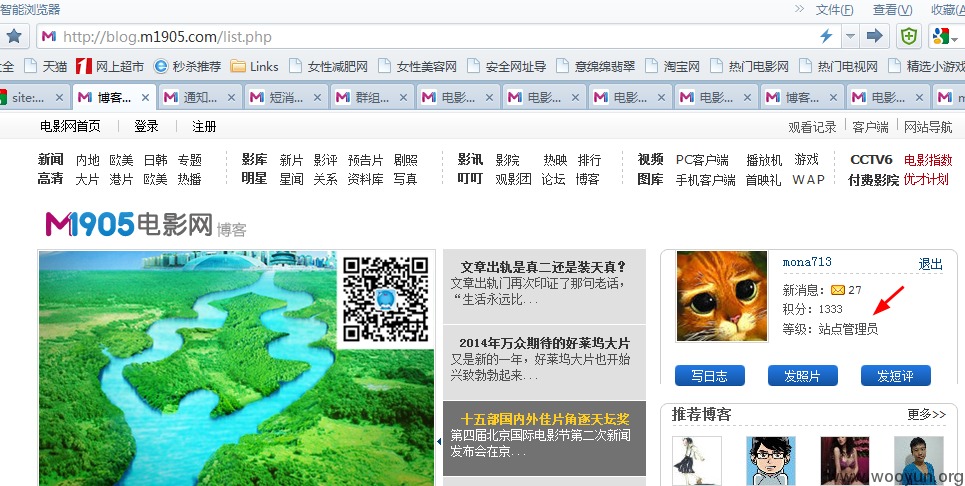 智能浏览器 » 文件(F) 查看(V) 收藏(A
http://blog.m1905.com/list.php
全 天猫 网上超市 秒杀推荐 Links 女性减肥网 女性美容网 安全网址导 意绵绵翡翠 淘宝网 热门电影网 热门电视网 精选小游戏
site:... 博客... 通知... 短消... 群组... 电影... 电影... 电影... 电影... 博客... 电影... m
电影网首页 登录 注册 观看记录 客户端 网站导航
新闻 内地 欧美 日韩 专题 影库 新片 影评 预告片 剧照 影讯 影院 热映 排行 视频 PC客户端 播放机 游戏 CCTV6 电影指数
高清 大片 港片 欧美 热播 明星 星闻 关系 资料库 写真 叮叮 观影团 论坛 博客 图库 手机客户端 首映礼 WAP 付费影院 优才计划
M1905电影网 博客
文章出轨是真二还是装天真?
文章出轨门再次印证了那句老话，
“生活永远比...
2014年万众期待的好莱坞大片
又是新的一年，好莱坞大片也开始
兴致勃勃起来...
十五部国内外佳片角逐天坛奖
第四届北京国际电影节第二次新闻
发布会在京...
mona713 退出
新消息： 27
积分：1333
等级：站点管理员
写日志 发照片 发短评
推荐博客 更多>>
www.wooyun.org